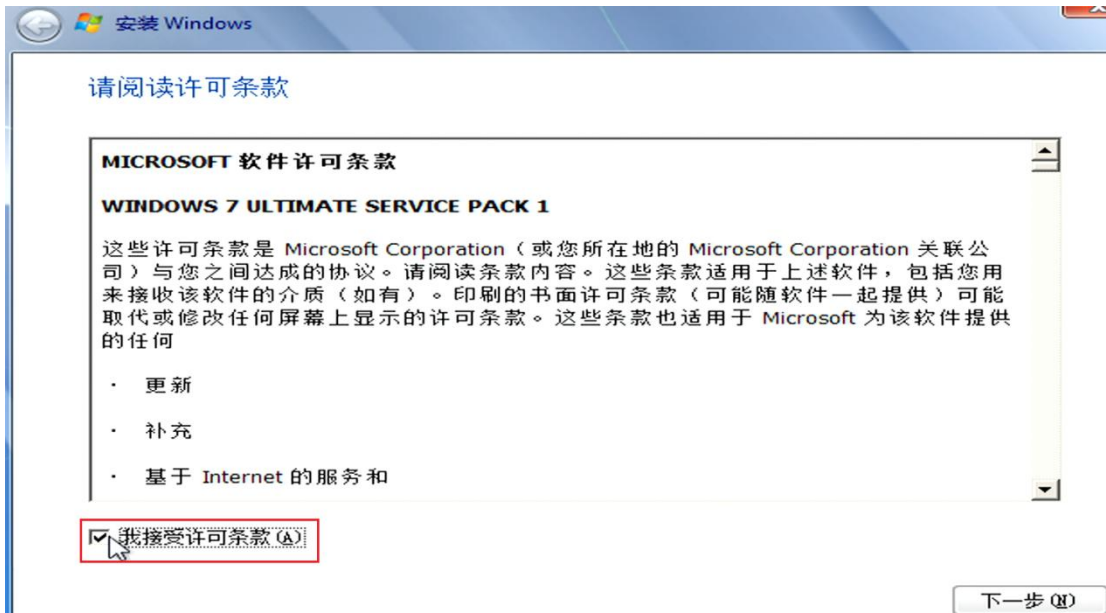 安装 Windows
请阅读许可条款
MICROSOFT 软件许可条款
WINDOWS 7 ULTIMATE SERVICE PACK 1
这些许可条款是 Microsoft Corporation（或您所在地的 Microsoft Corporation 关联公
司）与您之间达成的协议。请阅读条款内容。这些条款适用于上述软件，包括您用
来接收该软件的介质（如有）。印刷的书面许可条款（可能随软件一起提供）可能
取代或修改任何屏幕上显示的许可条款。这些条款也适用于 Microsoft 为该软件提供
的任何
· 更新
· 补充
· 基于 Internet 的服务和
我接受许可条款(A)
下一步(N)